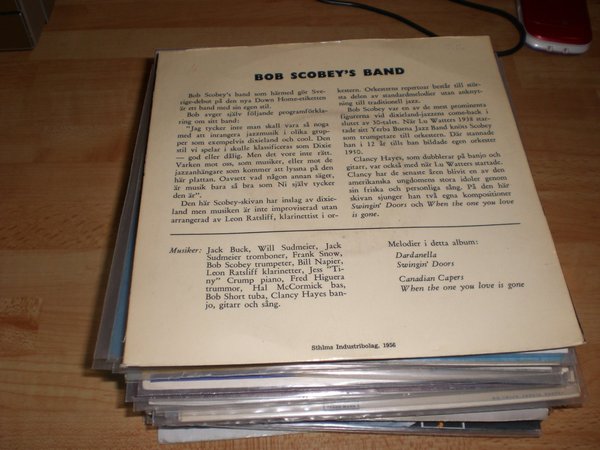 BOB SCOBEY'S BAND
Bob Scobey's band som härmed gör Sve-
rige-debut på den nya Down Home-etiketten
är ett band med sin egen stil.
Bob avger själv följande programförkla-
ring om sitt band:
"Jag tycker inte man skall vara så noga
med att inrangera jazzmusik i olika grup-
per som exempelvis dixieland och cool. Den
stil vi spelar i skulle klassificeras som Dixie
— god eller dålig. Men det vore inte rätt.
Varken mot oss, som musiker, eller mot de
jazzanhängare som kommer att lyssna på den
här plattan. Oavsett vad någon annan säger,
är musik bara så bra som Ni själv tycker
den är".
Den här Scobey-skivan har inslag av dixie-
land men musiken är inte improviserad utan
arrangerad av Leon Ratsliff, klarinettist i or-
kestern. Orkesterns repertoar består till stör-
sta delen av standardmelodier utan anknyt-
ning till traditionell jazz.
Bob Scobey var en av de mest prominenta
figurerna vid dixieland-jazzens come-back i
slutet av 30-talet. När Lu Watters 1938 star-
tade sitt Yerba Buena Jazz Band knöts Scobey
som trumpetare till orkestern. Där stannade
han i 12 år tills han bildade egen orkester
1950.
Clancy Hayes, som dubblerar på banjo och
gitarr, var också med när Lu Watters startade.
Clancy har de senaste åren blivit en av den
amerikanska ungdomens stora idoler genom
sin friska och personliga sång. På den här
skivan sjunger han två egna kompositioner
Swingin' Doors och When the one you love
is gone.
Musiker: Jack Buck, Will Sudmeier, Jack
Sudmeier tromboner, Frank Snow,
Bob Scobey trumpeter, Bill Napier,
Leon Ratsliff klarinetter, Jess "Ti-
ny" Crump piano, Fred Higuera
trummor, Hal McCormick bas,
Bob Short tuba, Clancy Hayes ban-
jo, gitarr och sång.
Melodier i detta album:
Dardanella
Swingin' Doors
Canadian Capers
When the one you love is gone
Sthlms Industribolag, 1956